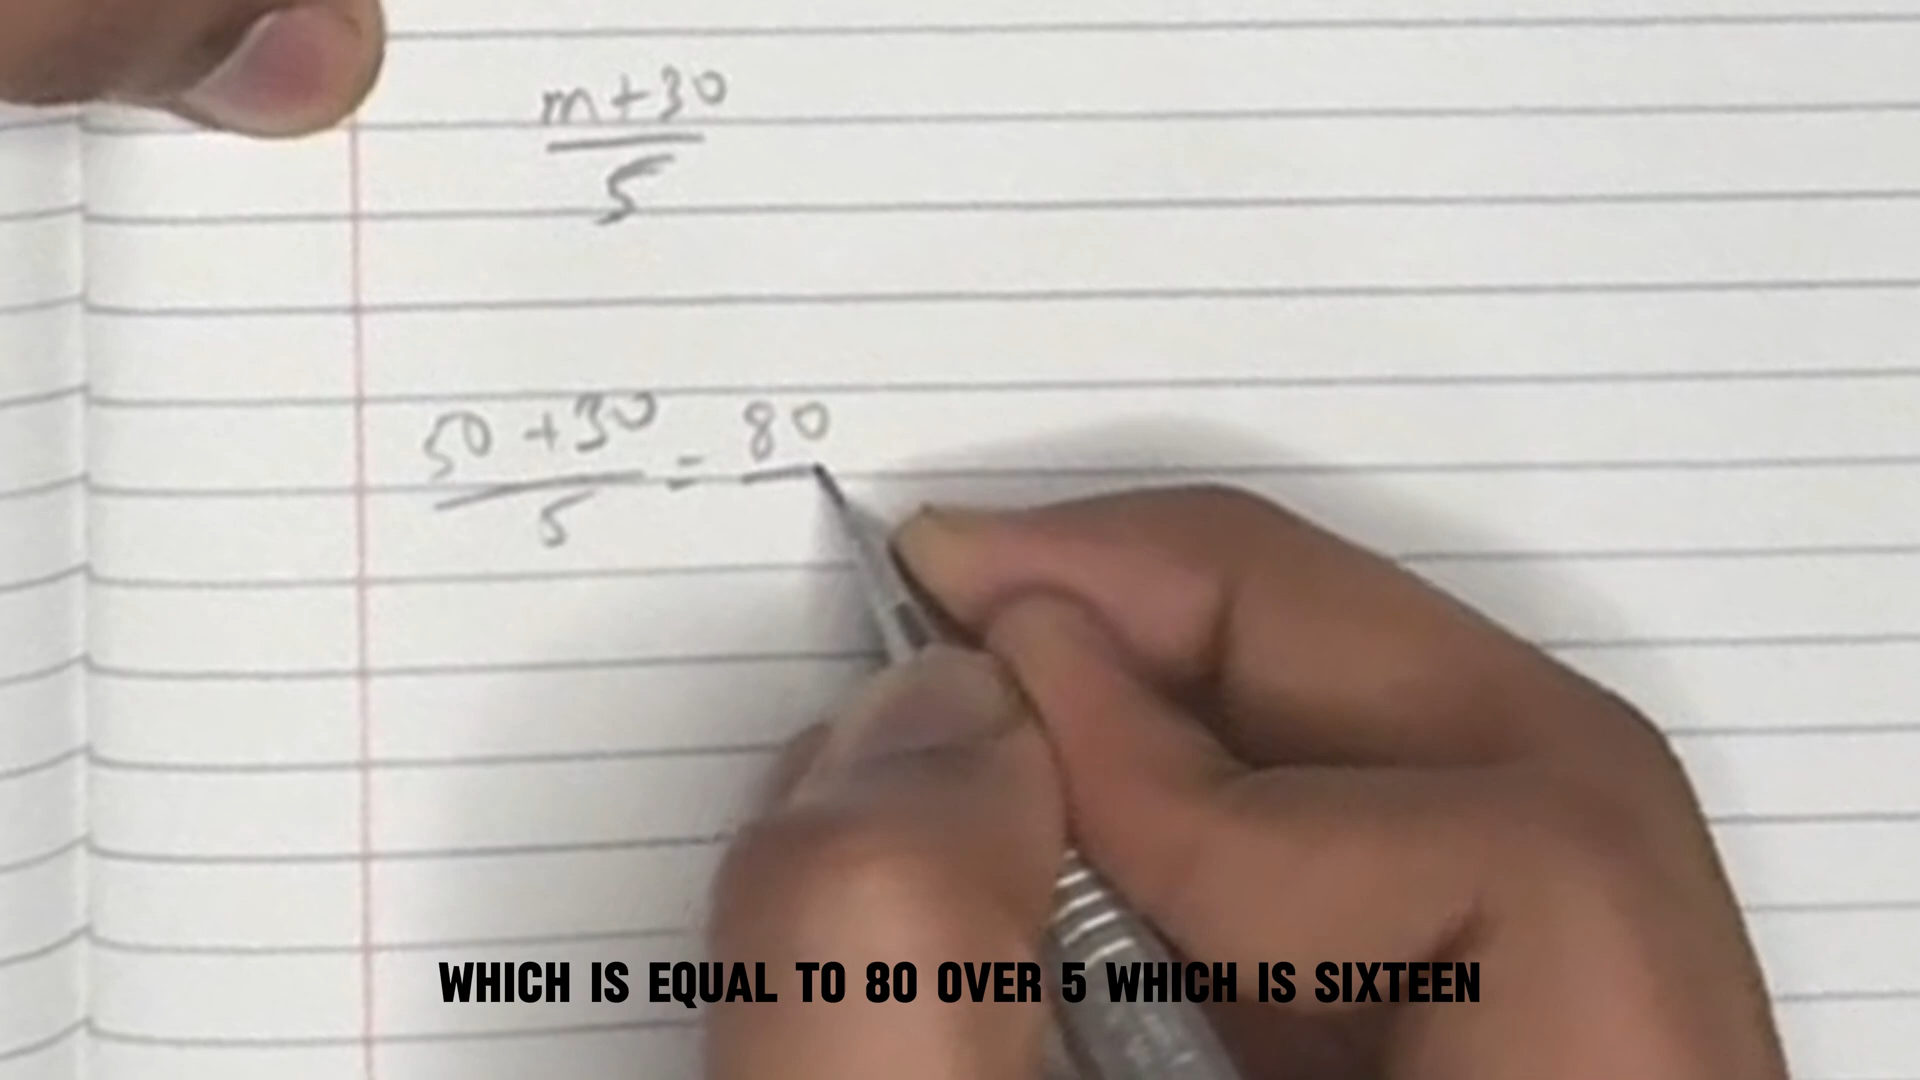 m+30
5
50+30 = 80
5
WHICH IS EQUAL TO 80 OVER 5 WHICH IS SIXTEEN